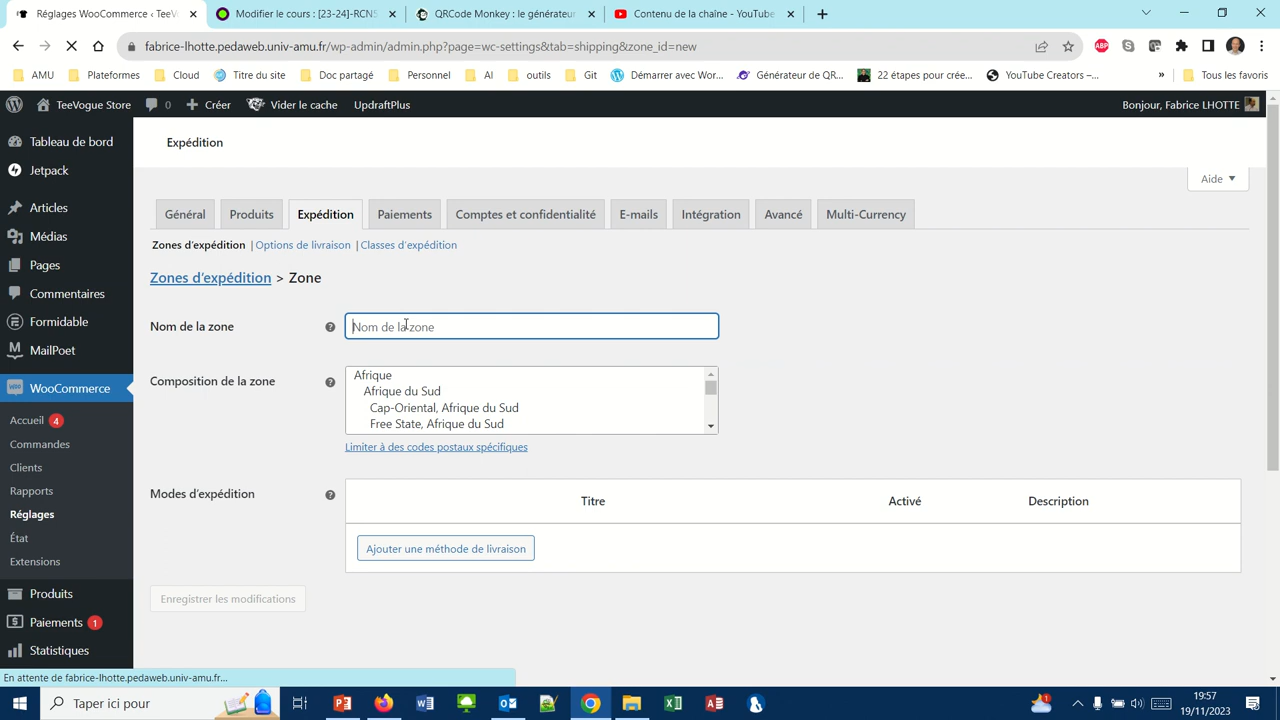 Réglages WooCommerce ‹ TeeV
Modifier le cours : [23-24]-RCNS
QRCode Monkey : le générateur
Contenu de la chaîne - YouTube
fabrice-lhotte.pedaweb.univ-amu.fr/wp-admin/admin.php?page=wc-settings&tab=shipping&zone_id=new
AMU
Plateformes
Cloud
Titre du site
Doc partagé
Personnel
AI
outils
Git
Démarrer avec Wor...
Générateur de QR...
22 étapes pour crée...
YouTube Creators –...
»
Tous les favoris
TeeVogue Store
0
Créer
Vider le cache
UpdraftPlus
Bonjour, Fabrice LHOTTE
Tableau de bord
Jetpack
Articles
Médias
Pages
Commentaires
Formidable
MailPoet
WooCommerce
Accueil 4
Commandes
Clients
Rapports
Réglages
État
Extensions
Produits
Paiements 1
Statistiques
Expédition
Aide
Général
Produits
Expédition
Paiements
Comptes et confidentialité
E-mails
Intégration
Avancé
Multi-Currency
Zones d'expédition | Options de livraison | Classes d'expédition
Zones d'expédition > Zone
Nom de la zone
Nom de la zone
Composition de la zone
Afrique
Afrique du Sud
Cap-Oriental, Afrique du Sud
Free State, Afrique du Sud
Limiter à des codes postaux spécifiques
Modes d'expédition
Titre
Activé
Description
Ajouter une méthode de livraison
Enregistrer les modifications
En attente de fabrice-lhotte.pedaweb.univ-amu.fr...
Taper ici pour
19:57
19/11/2023